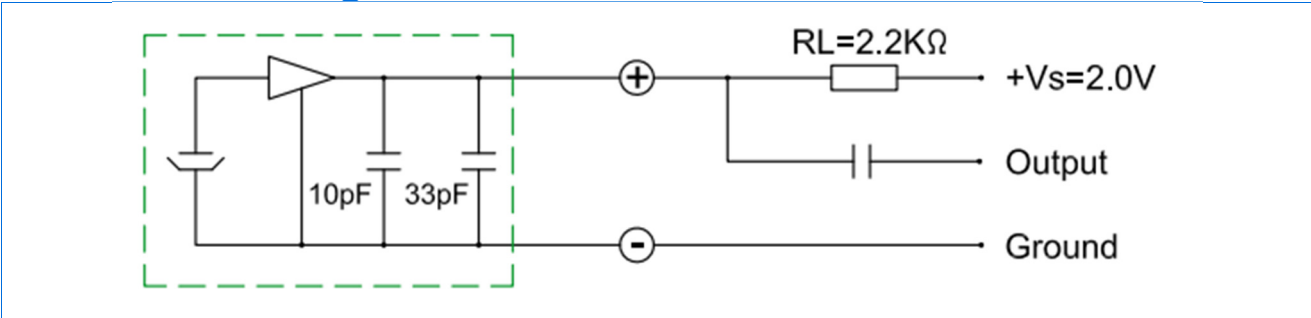 RL=2.2KΩ
+Vs=2.0V
Output
10pF 33pF
Ground